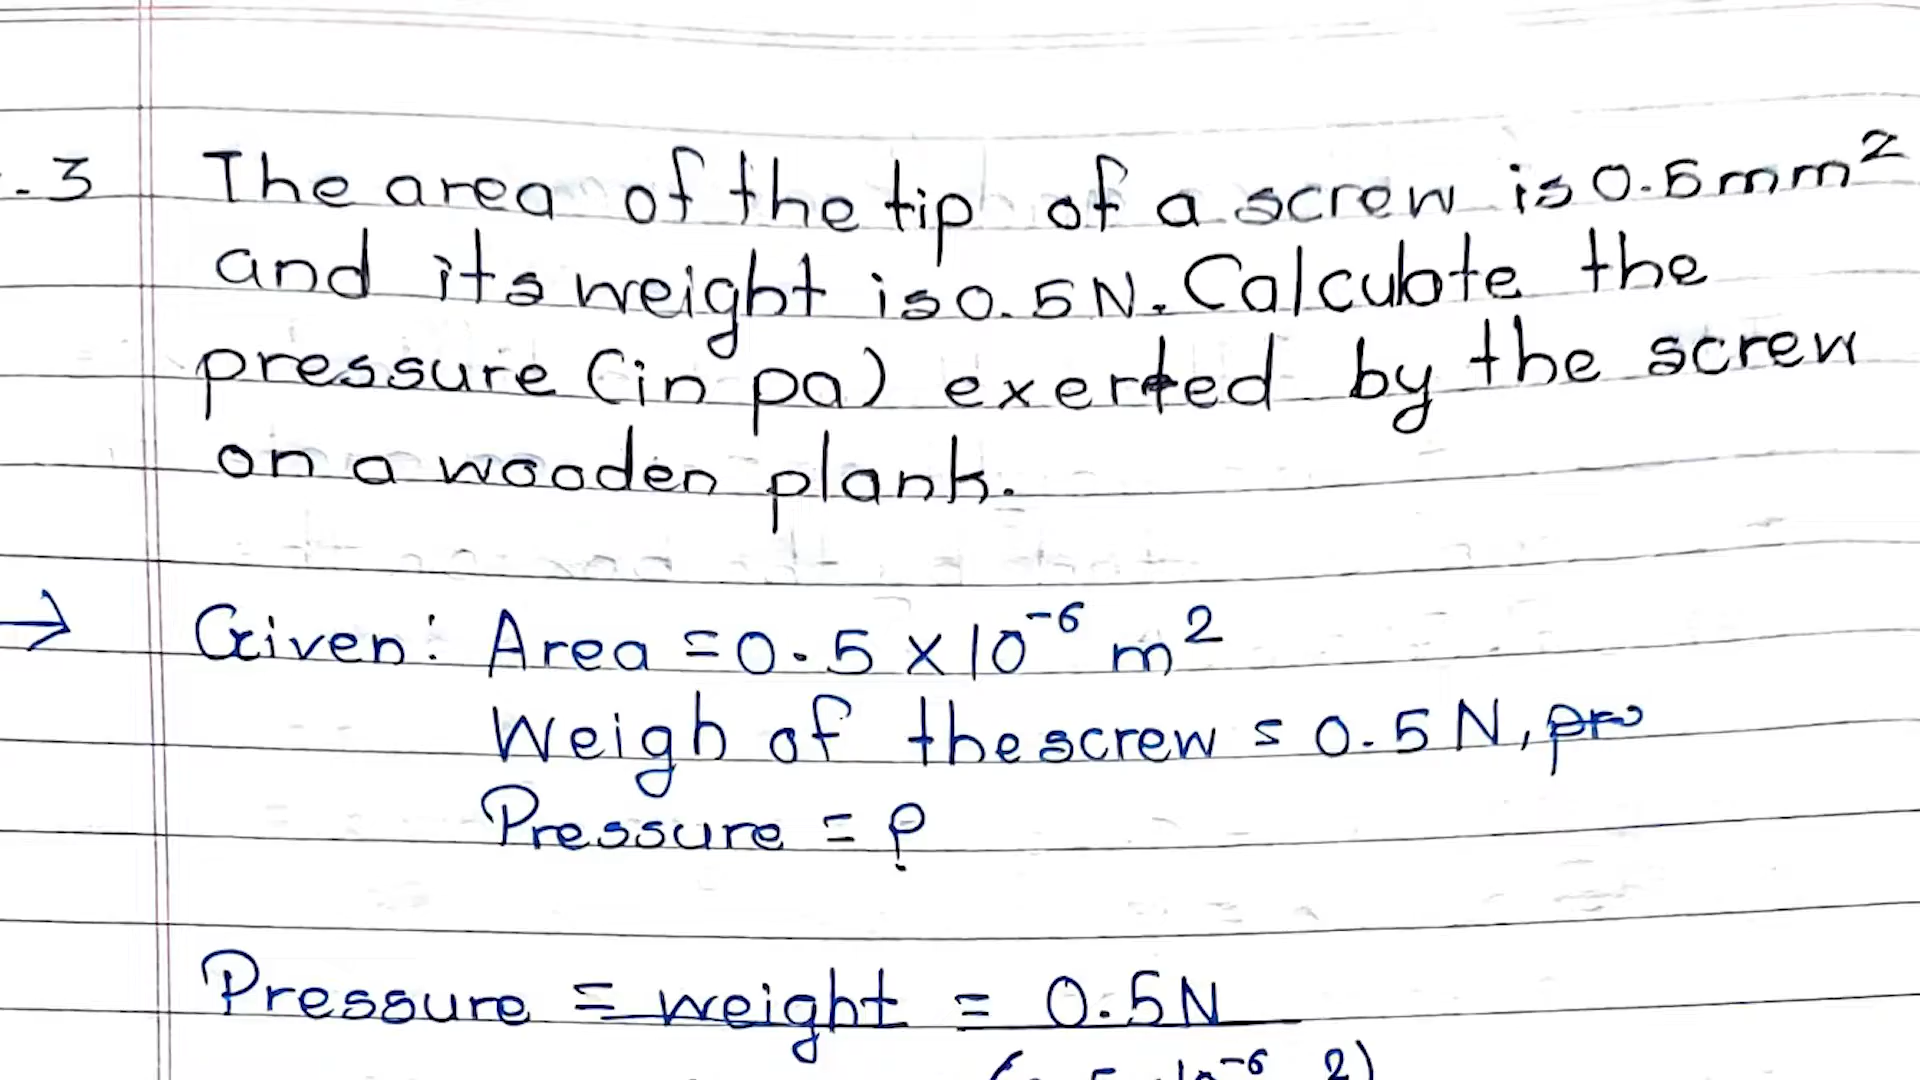 .3 The area of the tip of a screw is 0.5mm²
and its weight is 0.5N. Calculate the
pressure (in pa) exerted by the screw
on a wooden plank.
→ Given: Area = 0.5 × 10⁻⁶ m²
Weigh of the screw = 0.5 N,
Pressure = ?
Pressure = weight = 0.5N